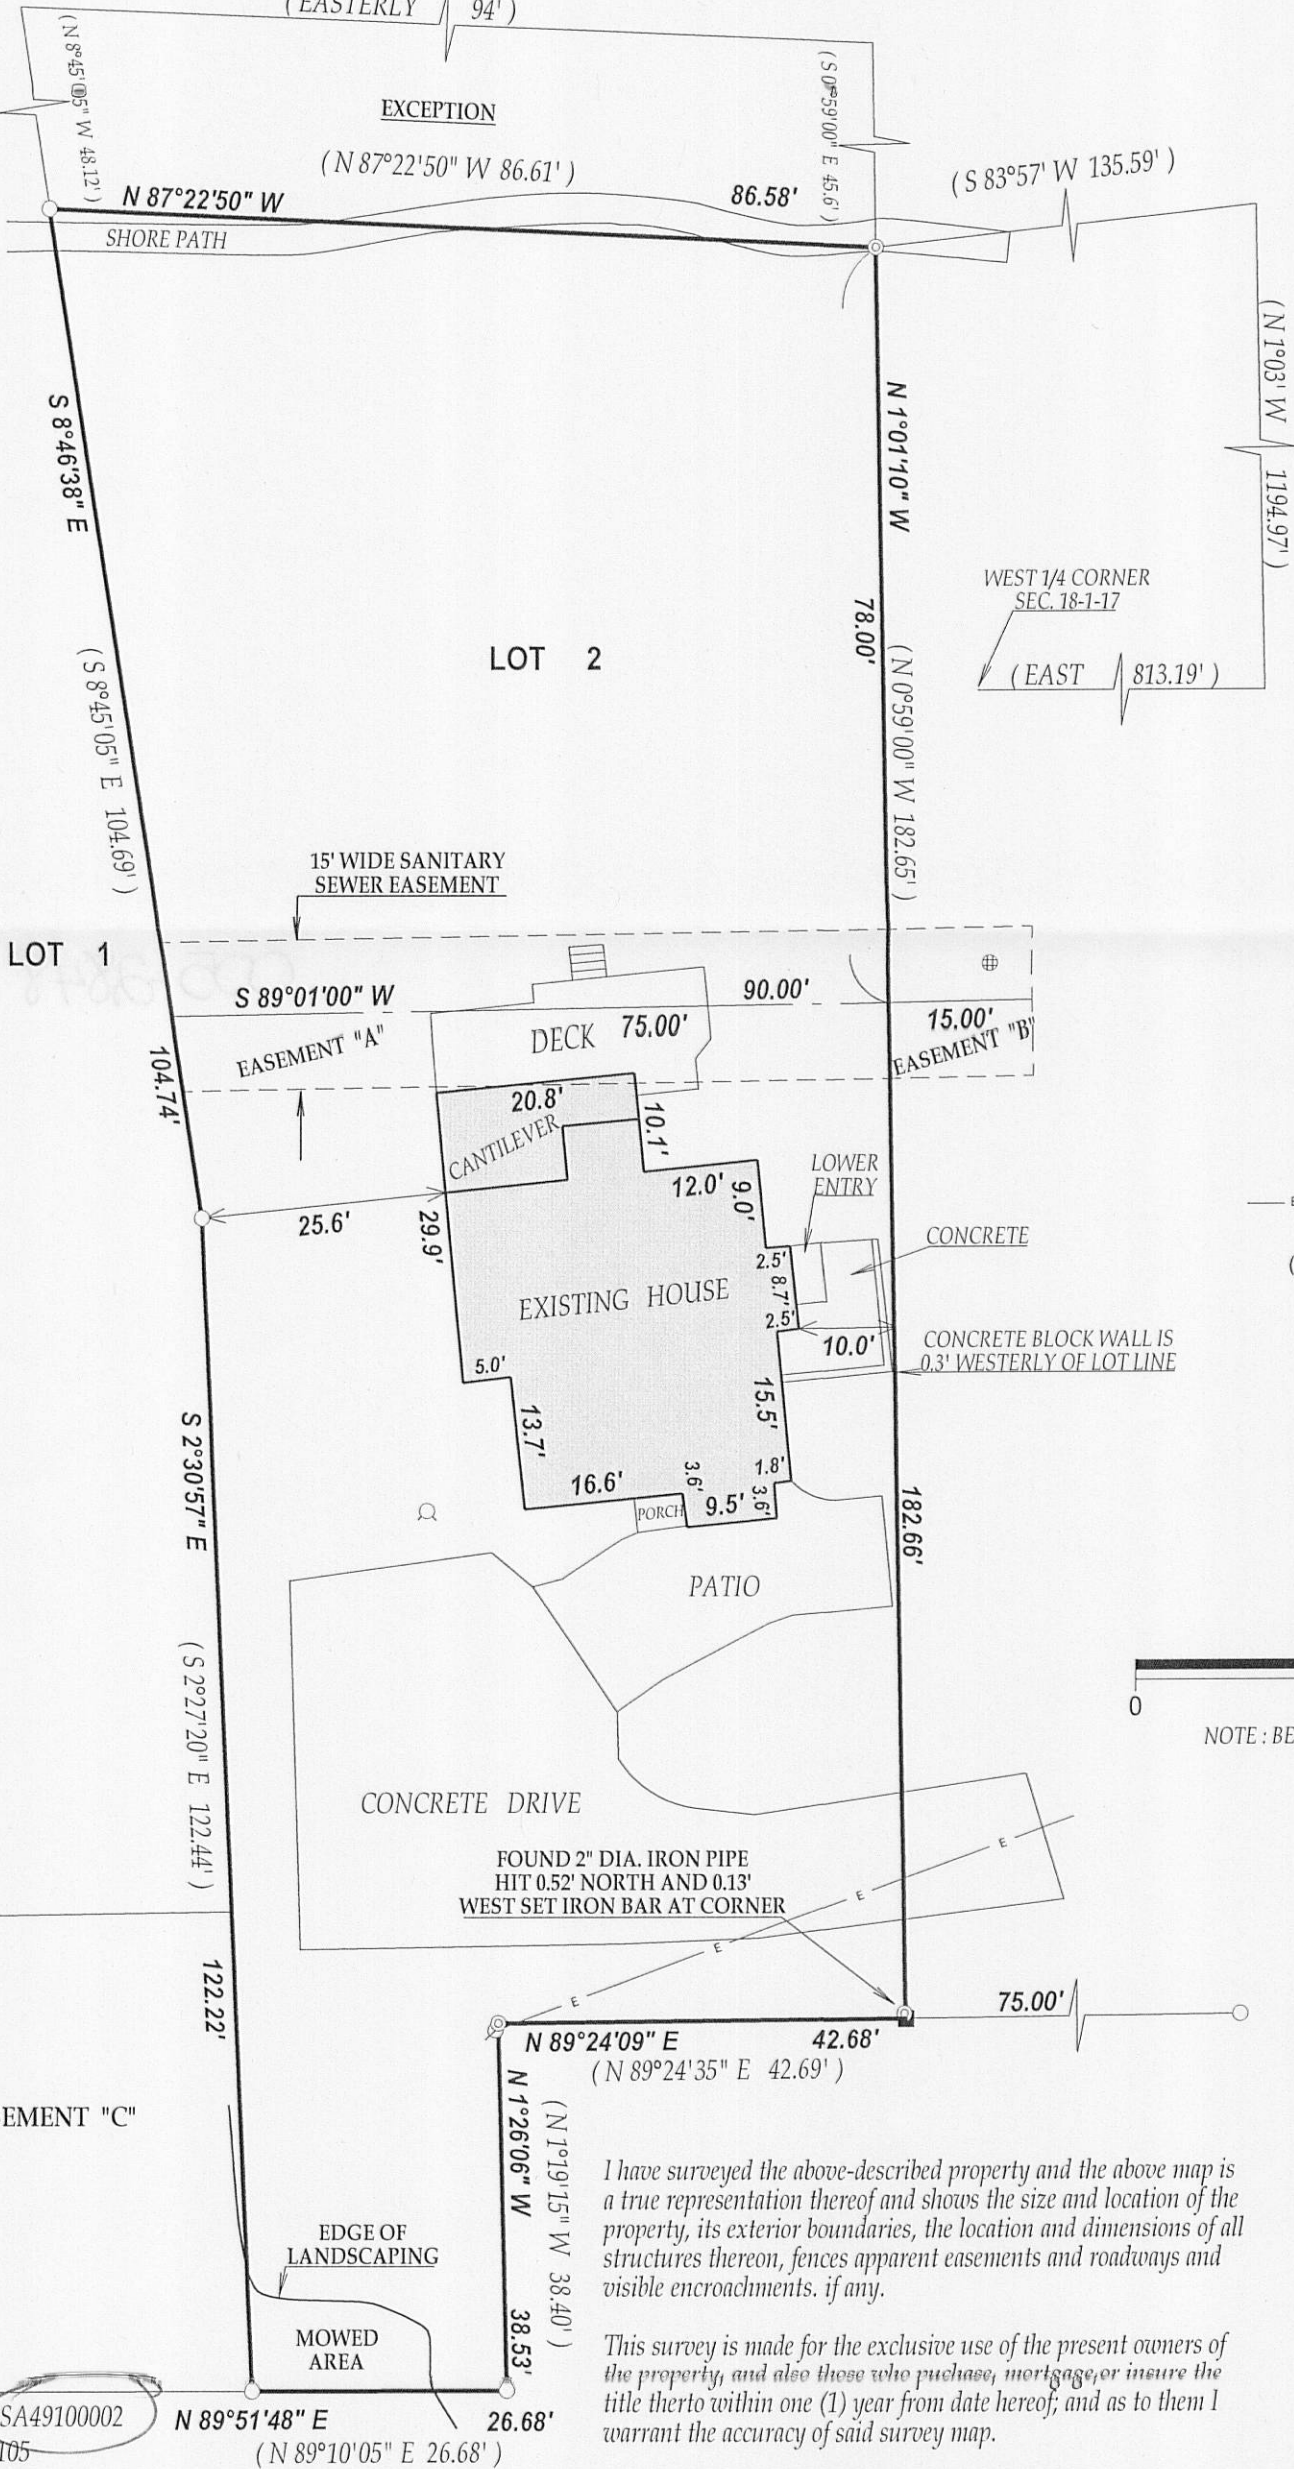 ( EASTERLY 94' )
(N 8°45'05" W 48.12')
EXCEPTION
( S 0°59'00" E 45.6' )
( N 87°22'50" W 86.61' )
( S 83°57' W 135.59' )
N 87°22'50" W 86.58'
SHORE PATH
( N 1°03' W 1194.97' )
S 8°46'38" E
N 1°01'10" W
WEST 1/4 CORNER
SEC. 18-1-17
78.00'
( EAST 813.19' )
LOT 2
( S 8°45'05" E 104.69' )
( N 0°59'00" W 182.65' )
15' WIDE SANITARY
SEWER EASEMENT
LOT 1
S 89°01'00" W 90.00'
15.00'
DECK 75.00'
EASEMENT "A"
EASEMENT "B"
104.74'
20.8'
CANTILEVER
10.1'
LOWER
ENTRY
12.0'
9.0'
25.6'
29.9'
CONCRETE
2.5'
8.7'
EXISTING HOUSE
2.5'
10.0'
CONCRETE BLOCK WALL IS
0.3' WESTERLY OF LOT LINE
5.0'
15.5'
13.7'
S 2°30'57" E
16.6'
3.6'
1.8'
3.6'
PORCH
9.5'
182.66'
PATIO
( S 2°27'20" E 122.44' )
0
NOTE : BE
CONCRETE DRIVE
E
FOUND 2" DIA. IRON PIPE
HIT 0.52' NORTH AND 0.13'
WEST SET IRON BAR AT CORNER
E
E
E
122.22'
75.00'
N 89°24'09" E 42.68'
( N 89°24'35" E 42.69' )
N 1°26'06" W 38.53'
( N 1°19'15" W 38.40' )
EMENT "C"
I have surveyed the above-described property and the above map is
a true representation thereof and shows the size and location of the
property, its exterior boundaries, the location and dimensions of all
structures thereon, fences apparent easements and roadways and
visible encroachments. if any.
EDGE OF
LANDSCAPING
MOWED
AREA
This survey is made for the exclusive use of the present owners of
the property, and also those who puchase, mortgage,or insure the
title therto within one (1) year from date hereof; and as to them I
warrant the accuracy of said survey map.
SA49100002
N 89°51'48" E 26.68'
( N 89°10'05" E 26.68' )
105